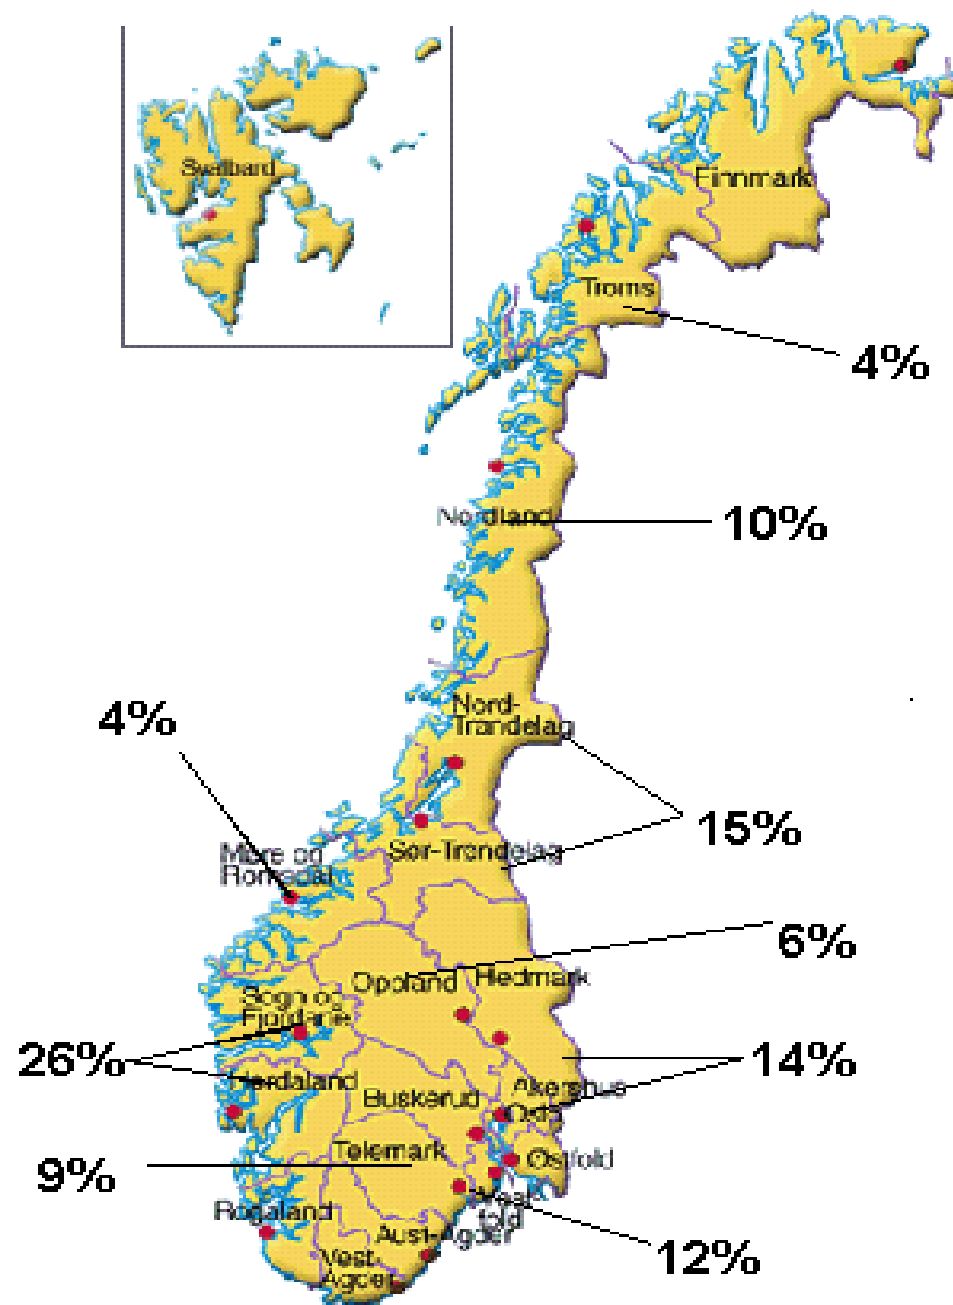 Svalbard
Finnmark
Troms
4%
Nordland
10%
Nord-
Trøndelag
4%
15%
Sør-Trøndelag
Møre og
Romsdal
6%
Oppland
Hedmark
Sogn og
Fjordane
26%
14%
Hordaland
Buskerud
Akershus
Oslo
Telemark
Østfold
9%
Vest-
fold
Rogaland
Aust-Agder
12%
Vest-
Agder